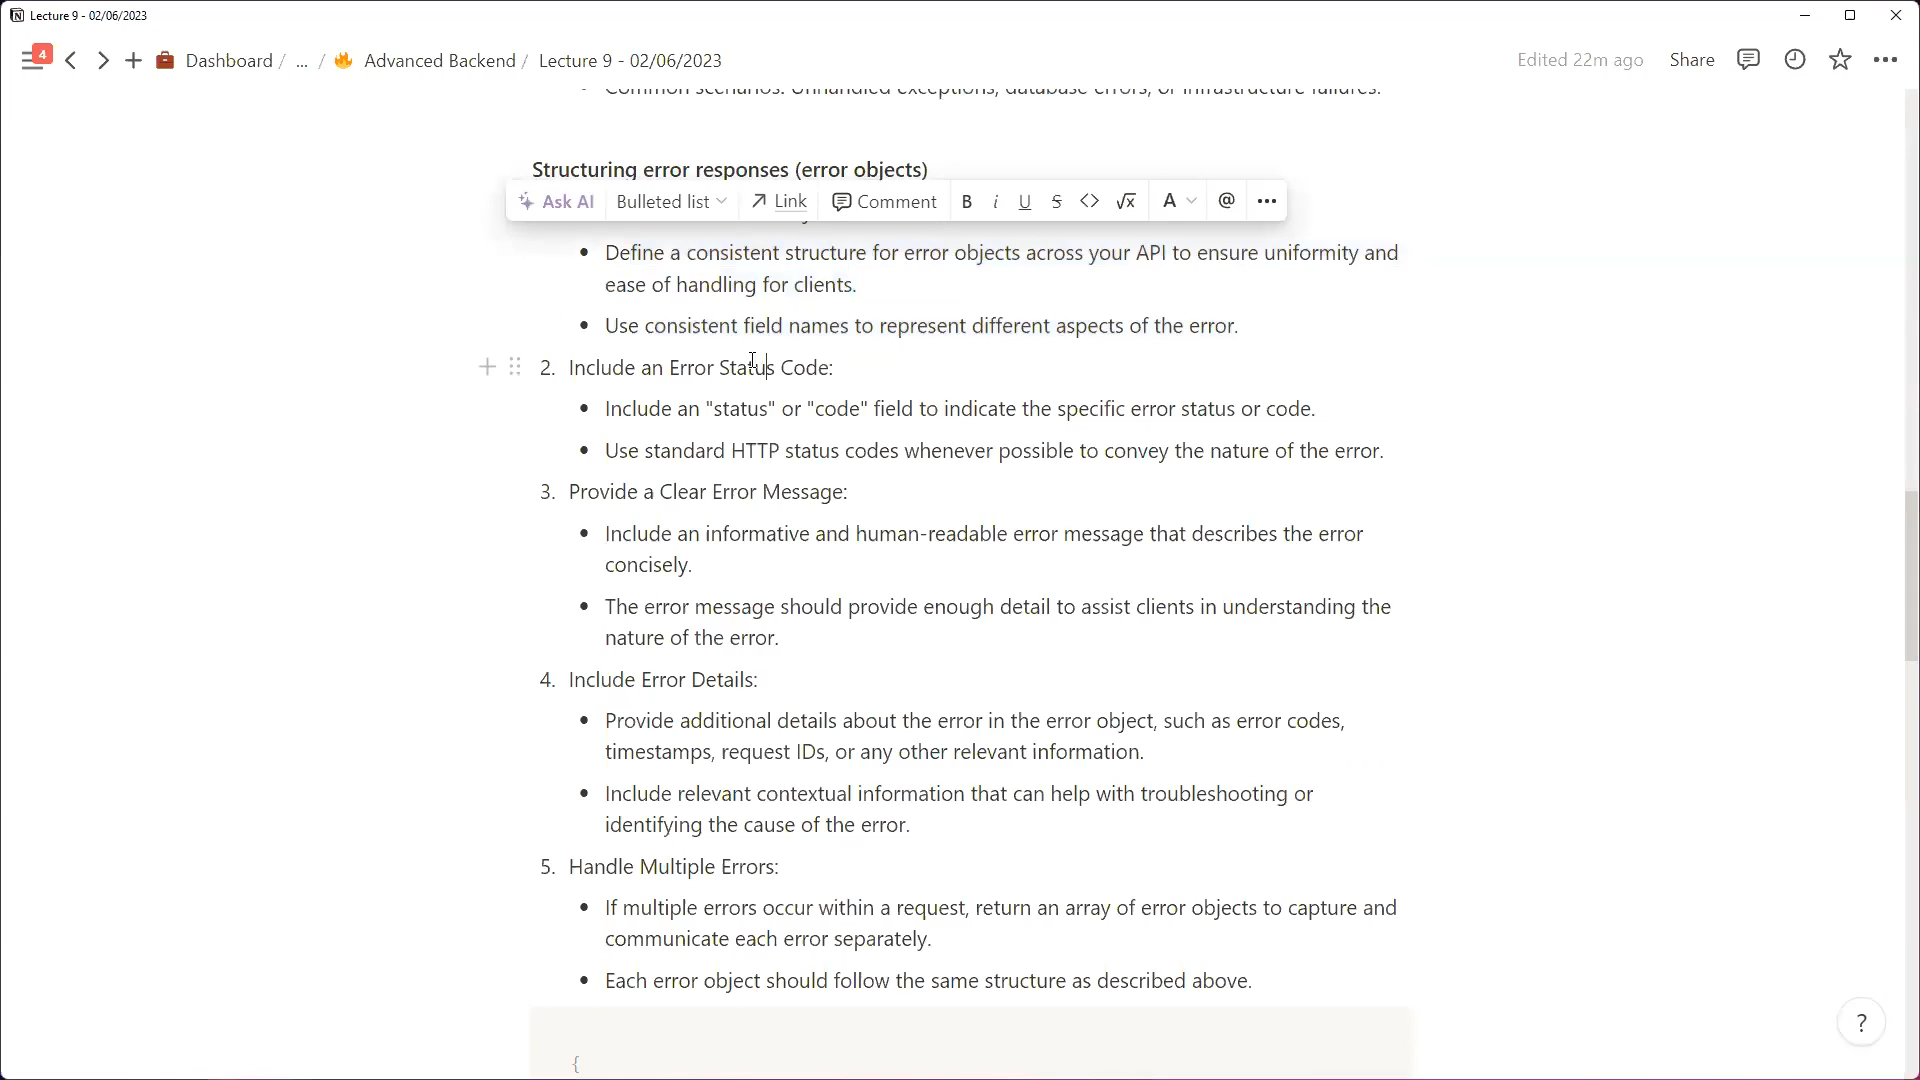 Lecture 9 - 02/06/2023
4
Dashboard / ... / Advanced Backend / Lecture 9 - 02/06/2023
Edited 22m ago Share
Common scenarios: Unhandled exceptions, database errors, or infrastructure failures.
Structuring error responses (error objects)
Ask AI Bulleted list Link Comment B i U S <> √x A @ •••
• Define a consistent structure for error objects across your API to ensure uniformity and
ease of handling for clients.
• Use consistent field names to represent different aspects of the error.
2. Include an Error Status Code:
• Include an "status" or "code" field to indicate the specific error status or code.
• Use standard HTTP status codes whenever possible to convey the nature of the error.
3. Provide a Clear Error Message:
• Include an informative and human-readable error message that describes the error
concisely.
• The error message should provide enough detail to assist clients in understanding the
nature of the error.
4. Include Error Details:
• Provide additional details about the error in the error object, such as error codes,
timestamps, request IDs, or any other relevant information.
• Include relevant contextual information that can help with troubleshooting or
identifying the cause of the error.
5. Handle Multiple Errors:
• If multiple errors occur within a request, return an array of error objects to capture and
communicate each error separately.
• Each error object should follow the same structure as described above.
{
?